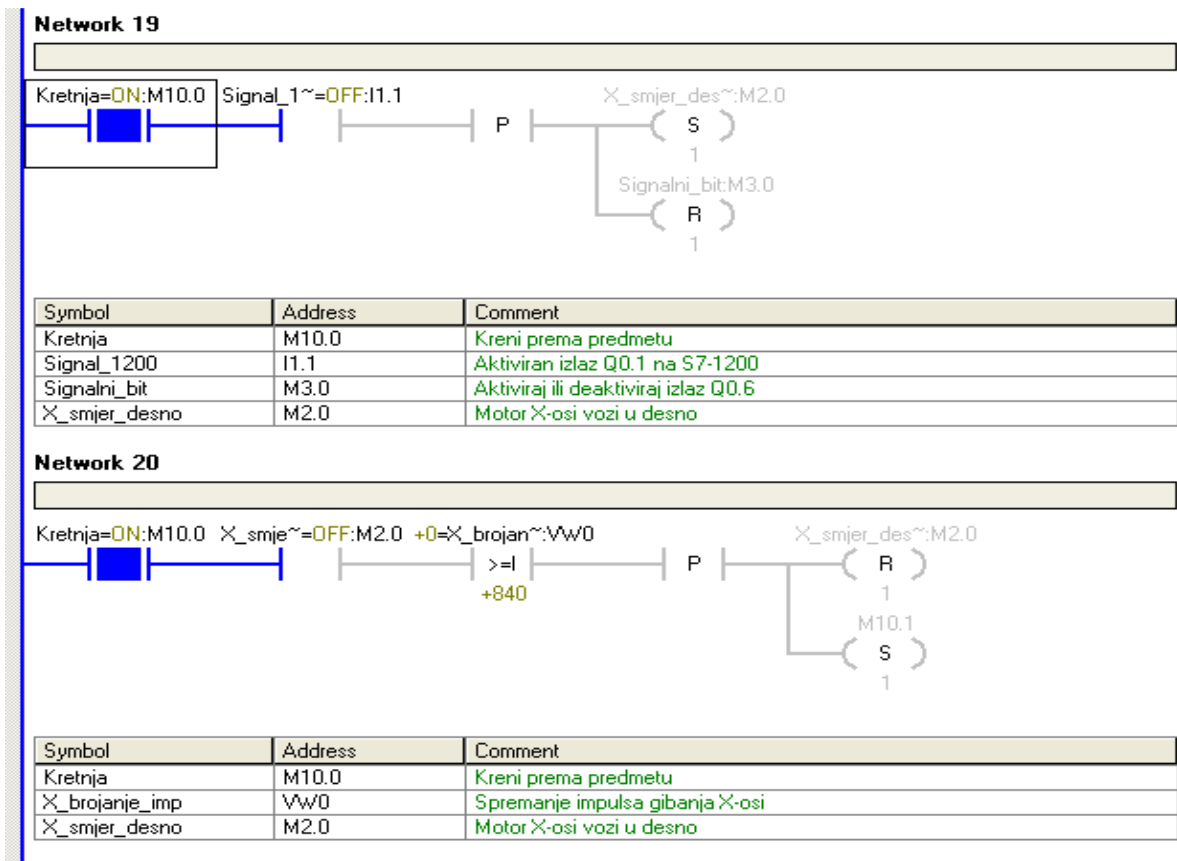 Network 19
Kretnja=ON:M10.0 Signal_1~=OFF:I1.1 X_smjer_des~:M2.0
P S
1
Signalni_bit:M3.0
R
1
Symbol Address Comment
Kretnja M10.0 Kreni prema predmetu
Signal_1200 I1.1 Aktiviran izlaz Q0.1 na S7-1200
Signalni_bit M3.0 Aktiviraj ili deaktiviraj izlaz Q0.6
X_smjer_desno M2.0 Motor X-osi vozi u desno
Network 20
Kretnja=ON:M10.0 X_smje~=OFF:M2.0 +0=X_brojan~:VW0 X_smjer_des~:M2.0
>=I P R
+840 1
M10.1
S
1
Symbol Address Comment
Kretnja M10.0 Kreni prema predmetu
X_brojanje_imp VW0 Spremanje impulsa gibanja X-osi
X_smjer_desno M2.0 Motor X-osi vozi u desno